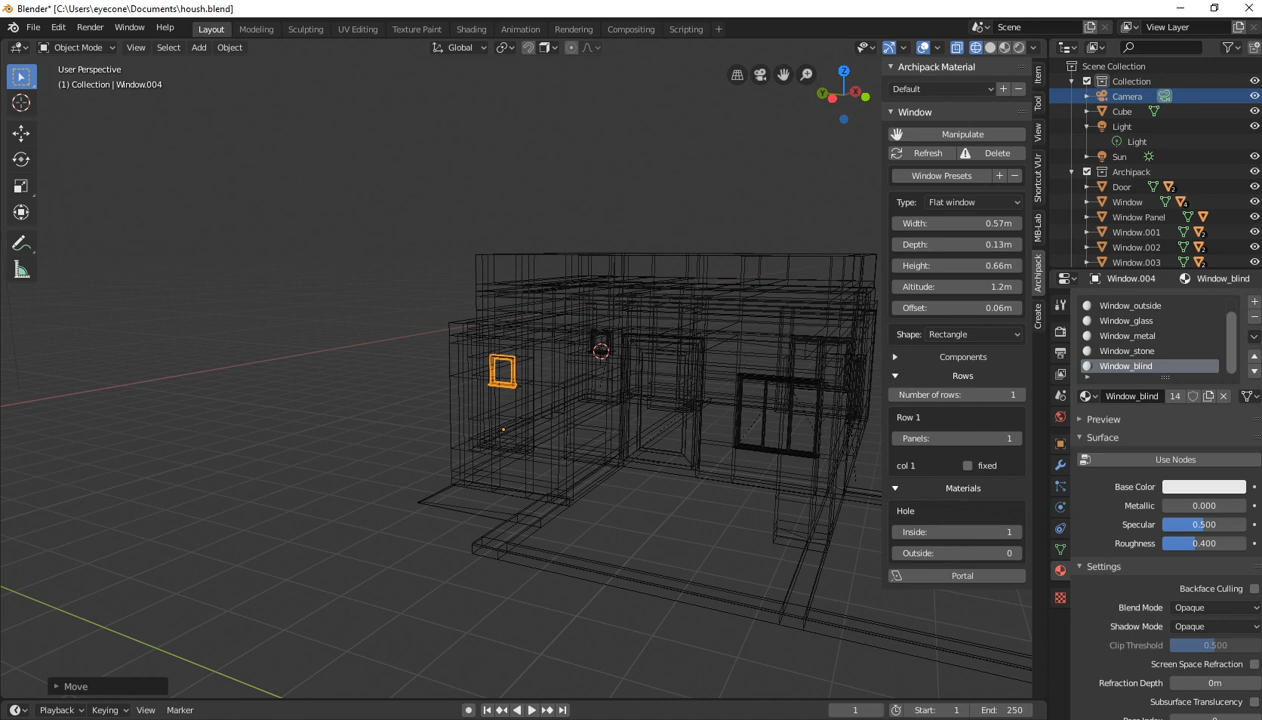 Blender* [C:\Users\eyecone\Documents\housh.blend]
File Edit Render Window Help Layout Modeling Sculpting UV Editing Texture Paint Shading Animation Rendering Compositing Scripting + Scene View Layer
Object Mode View Select Add Object Global
User Perspective
(1) Collection | Window.004
Z
Y
X
Move
Archipack Material
Default
Window
Manipulate
Refresh Delete
Window Presets
Type: Flat window
Width: 0.57m
Depth: 0.13m
Height: 0.66m
Altitude: 1.2m
Offset: 0.06m
Shape: Rectangle
Components
Rows
Number of rows: 1
Row 1
Panels: 1
col 1 fixed
Materials
Hole
Inside: 1
Outside: 0
Portal
Item
Tool
View
Shortcut VUr
MB-Lab
Archipack
Create
Scene Collection
Collection
Camera
Cube
Light
Light
Sun
Archipack
Door 2
Window 4
Window Panel
Window.001 2
Window.002 2
Window.003 2
Window.004 Window_blind
Window_outside
Window_glass
Window_metal
Window_stone
Window_blind
Window_blind 14
Preview
Surface
Use Nodes
Base Color
Metallic 0.000
Specular 0.500
Roughness 0.400
Settings
Backface Culling
Blend Mode Opaque
Shadow Mode Opaque
Clip Threshold 0.500
Screen Space Refraction
Refraction Depth 0m
Subsurface Translucency
Playback Keying View Marker 1 Start: 1 End: 250